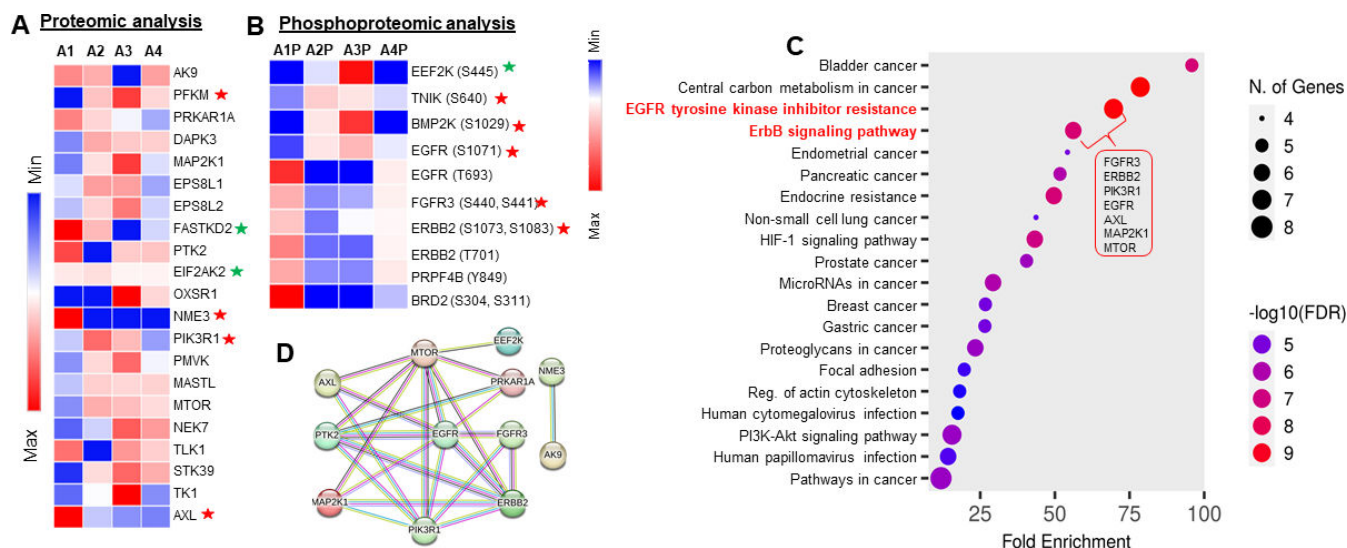 A
Proteomic analysis
A1 A2 A3 A4
AK9
PFKM
PRKAR1A
DAPK3
MAP2K1
EPS8L1
EPS8L2
FASTKD2
PTK2
EIF2AK2
OXSR1
NME3
PIK3R1
PMVK
MASTL
MTOR
NEK7
TLK1
STK39
TK1
AXL
Min
Max
B
Phosphoproteomic analysis
A1P A2P A3P A4P
EEF2K (S445)
TNIK (S640)
BMP2K (S1029)
EGFR (S1071)
EGFR (T693)
FGFR3 (S440, S441)
ERBB2 (S1073, S1083)
ERBB2 (T701)
PRPF4B (Y849)
BRD2 (S304, S311)
Min
Max
C
Bladder cancer
Central carbon metabolism in cancer
EGFR tyrosine kinase inhibitor resistance
ErbB signaling pathway
Endometrial cancer
Pancreatic cancer
Endocrine resistance
Non-small cell lung cancer
HIF-1 signaling pathway
Prostate cancer
MicroRNAs in cancer
Breast cancer
Gastric cancer
Proteoglycans in cancer
Focal adhesion
Reg. of actin cytoskeleton
Human cytomegalovirus infection
PI3K-Akt signaling pathway
Human papillomavirus infection
Pathways in cancer
FGFR3
ERBB2
PIK3R1
EGFR
AXL
MAP2K1
MTOR
25 50 75 100
Fold Enrichment
N. of Genes
4
5
6
7
8
-log10(FDR)
5
6
7
8
9
D
MTOR
EEF2K
AXL
PRKAR1A
NME3
PTK2
EGFR
FGFR3
AK9
MAP2K1
ERBB2
PIK3R1